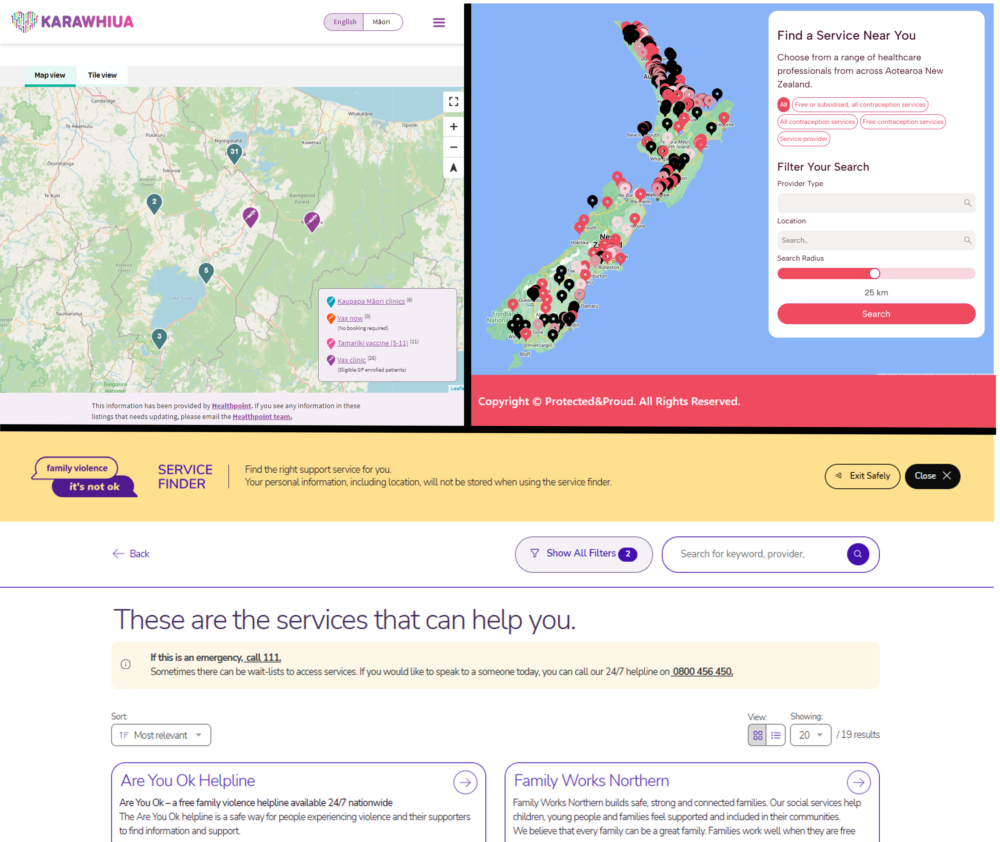 KARAWHIUA
English
Māori
Map view
Tile view
Cambridge
Whakatāne
Te Awamutu
Opotiki
Putaruru
Ngongotahā
Kawerau
31
Ōtorohanga
Tokoroa
Kinleith
Forest
Te Kuiti
2
Kaingaroa
Forest
Pureora
Forest
5
Lake Taupō
Taumarunui
3
Tongariro
National
Kaupapa Māori clinics (6)
Vax now (0)
(No booking required)
Tamariki vaccine (5-11) (11)
Vax clinic (26)
(Eligible GP enrolled patients)
This information has been provided by Healthpoint. If you see any information in these
listings that needs updating, please email the Healthpoint team.
Wellington
Blenheim
Hokitika
Rolleston
Oamaru
Fiordland
National
Gore
Invercargill
Bluff
North Island
Find a Service Near You
Choose from a range of healthcare
professionals from across Aotearoa New
Zealand.
All
Free or subsidised, all contraception services
All contraception services
Free contraception services
Service provider
Filter Your Search
Provider Type
Location
Search..
Search Radius
25 km
Search
Copyright © Protected&Proud. All Rights Reserved.
family violence
it's not ok
SERVICE
FINDER
Find the right support service for you.
Your personal information, including location, will not be stored when using the service finder.
Exit Safely
Close
Back
Show All Filters 2
Search for keyword, provider,
These are the services that can help you.
If this is an emergency, call 111.
Sometimes there can be wait-lists to access services. If you would like to speak to a someone today, you can call our 24/7 helpline on 0800 456 450.
Sort:
Most relevant
View:
Showing:
20
/ 19 results
Are You Ok Helpline
Are You Ok – a free family violence helpline available 24/7 nationwide
The Are You Ok helpline is a safe way for people experiencing violence and their supporters
to find information and support.
Family Works Northern
Family Works Northern builds safe, strong and connected families. Our social services help
children, young people and families feel supported and included in their communities.
We believe that every family can be a great family. Families work well when they are free